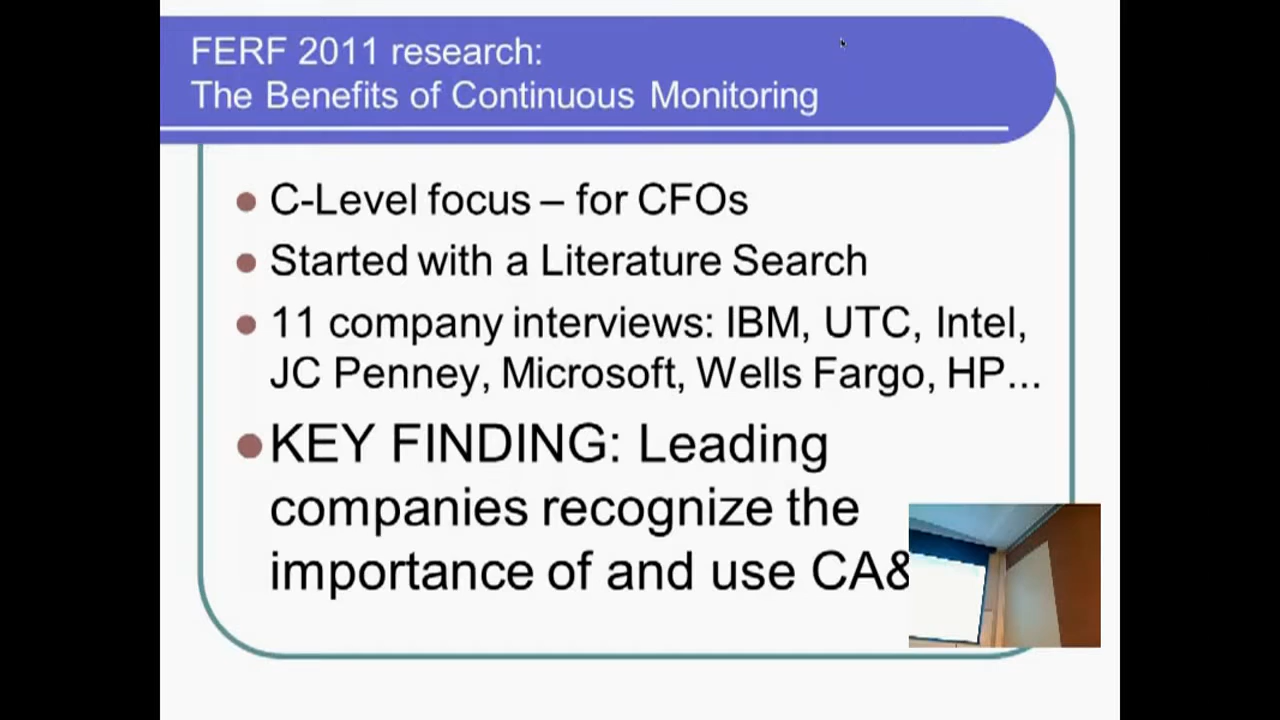 FERF 2011 research:
The Benefits of Continuous Monitoring
C-Level focus – for CFOs
Started with a Literature Search
11 company interviews: IBM, UTC, Intel,
JC Penney, Microsoft, Wells Fargo, HP...
KEY FINDING: Leading
companies recognize the
importance of and use CA&